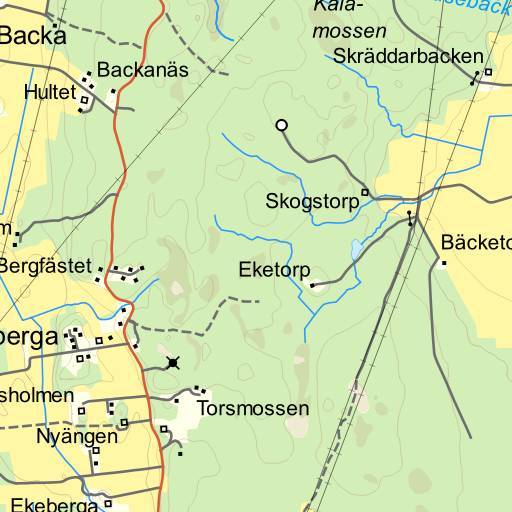 Kala-
mossen
Backa
Skräddarbacken
Backanäs
Hultet
Skogstorp
Bäcketo
Bergfästet
Eketorp
berga
sholmen
Torsmossen
Nyängen
Ekeberga